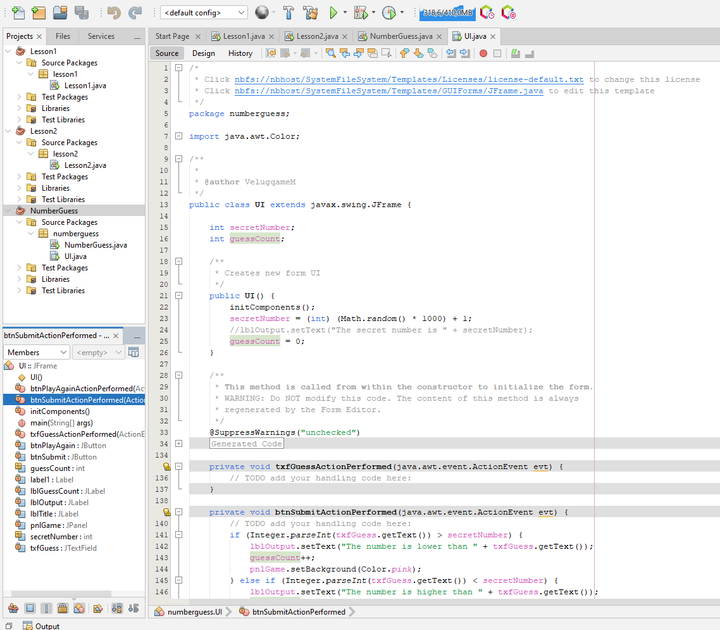 <default config>
318,6/410,0MB
Projects
Files
Services
Start Page
Lesson1.java
Lesson2.java
NumberGuess.java
UI.java
Source
Design
History
Lesson1
Source Packages
lesson1
Lesson1.java
Test Packages
Libraries
Test Libraries
Lesson2
Source Packages
lesson2
Lesson2.java
Test Packages
Libraries
Test Libraries
NumberGuess
Source Packages
numberguess
NumberGuess.java
UI.java
Test Packages
Libraries
Test Libraries
btnSubmitActionPerformed - ...
Members
<empty>
UI :: JFrame
UI()
btnPlayAgainActionPerformed(Ac
btnSubmitActionPerformed(Action
initComponents()
main(String[] args)
txfGuessActionPerformed(ActionE
btnPlayAgain : JButton
btnSubmit : JButton
guessCount : int
label1 : Label
lblGuessCount : JLabel
lblOutput : JLabel
lblTitle : JLabel
pnlGame : JPanel
secretNumber : int
txfGuess : JTextField
1 /*
2 * Click nbfs://nbhost/SystemFileSystem/Templates/Licenses/license-default.txt to change this license
3 * Click nbfs://nbhost/SystemFileSystem/Templates/GUIForms/JFrame.java to edit this template
4 */
5 package numberguess;
6
7 import java.awt.Color;
8
9 /**
10 *
11 * @author VelugqameM
12 */
13 public class UI extends javax.swing.JFrame {
14
15 int secretNumber;
16 int guessCount;
17
18 /**
19 * Creates new form UI
20 */
21 public UI() {
22 initComponents();
23 secretNumber = (int) (Math.random() * 1000) + 1;
24 //lblOutput.setText("The secret number is " + secretNumber);
25 guessCount = 0;
26 }
27
28 /**
29 * This method is called from within the constructor to initialize the form.
30 * WARNING: Do NOT modify this code. The content of this method is always
31 * regenerated by the Form Editor.
32 */
33 @SuppressWarnings("unchecked")
34 Generated Code
134
private void txfGuessActionPerformed(java.awt.event.ActionEvent evt) {
136 // TODO add your handling code here:
137 }
138
private void btnSubmitActionPerformed(java.awt.event.ActionEvent evt) {
140 // TODO add your handling code here:
141 if (Integer.parseInt(txfGuess.getText()) > secretNumber) {
142 lblOutput.setText("The number is lower than " + txfGuess.getText());
143 guessCount++;
144 pnlGame.setBackground(Color.pink);
145 } else if (Integer.parseInt(txfGuess.getText()) < secretNumber) {
146 lblOutput.setText("The number is higher than " + txfGuess.getText());
numberguess.UI
btnSubmitActionPerformed
Output